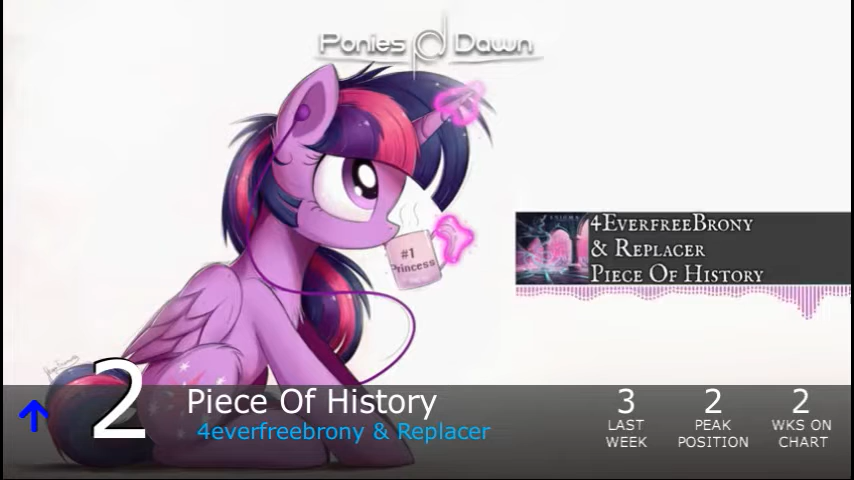 Ponies Dawn
#1
Princess
ENIGMA
4EverfreeBrony
& Replacer
Piece Of History
2
Piece Of History
4everfreebrony & Replacer
3
LAST
WEEK
2
PEAK
POSITION
2
WKS ON
CHART